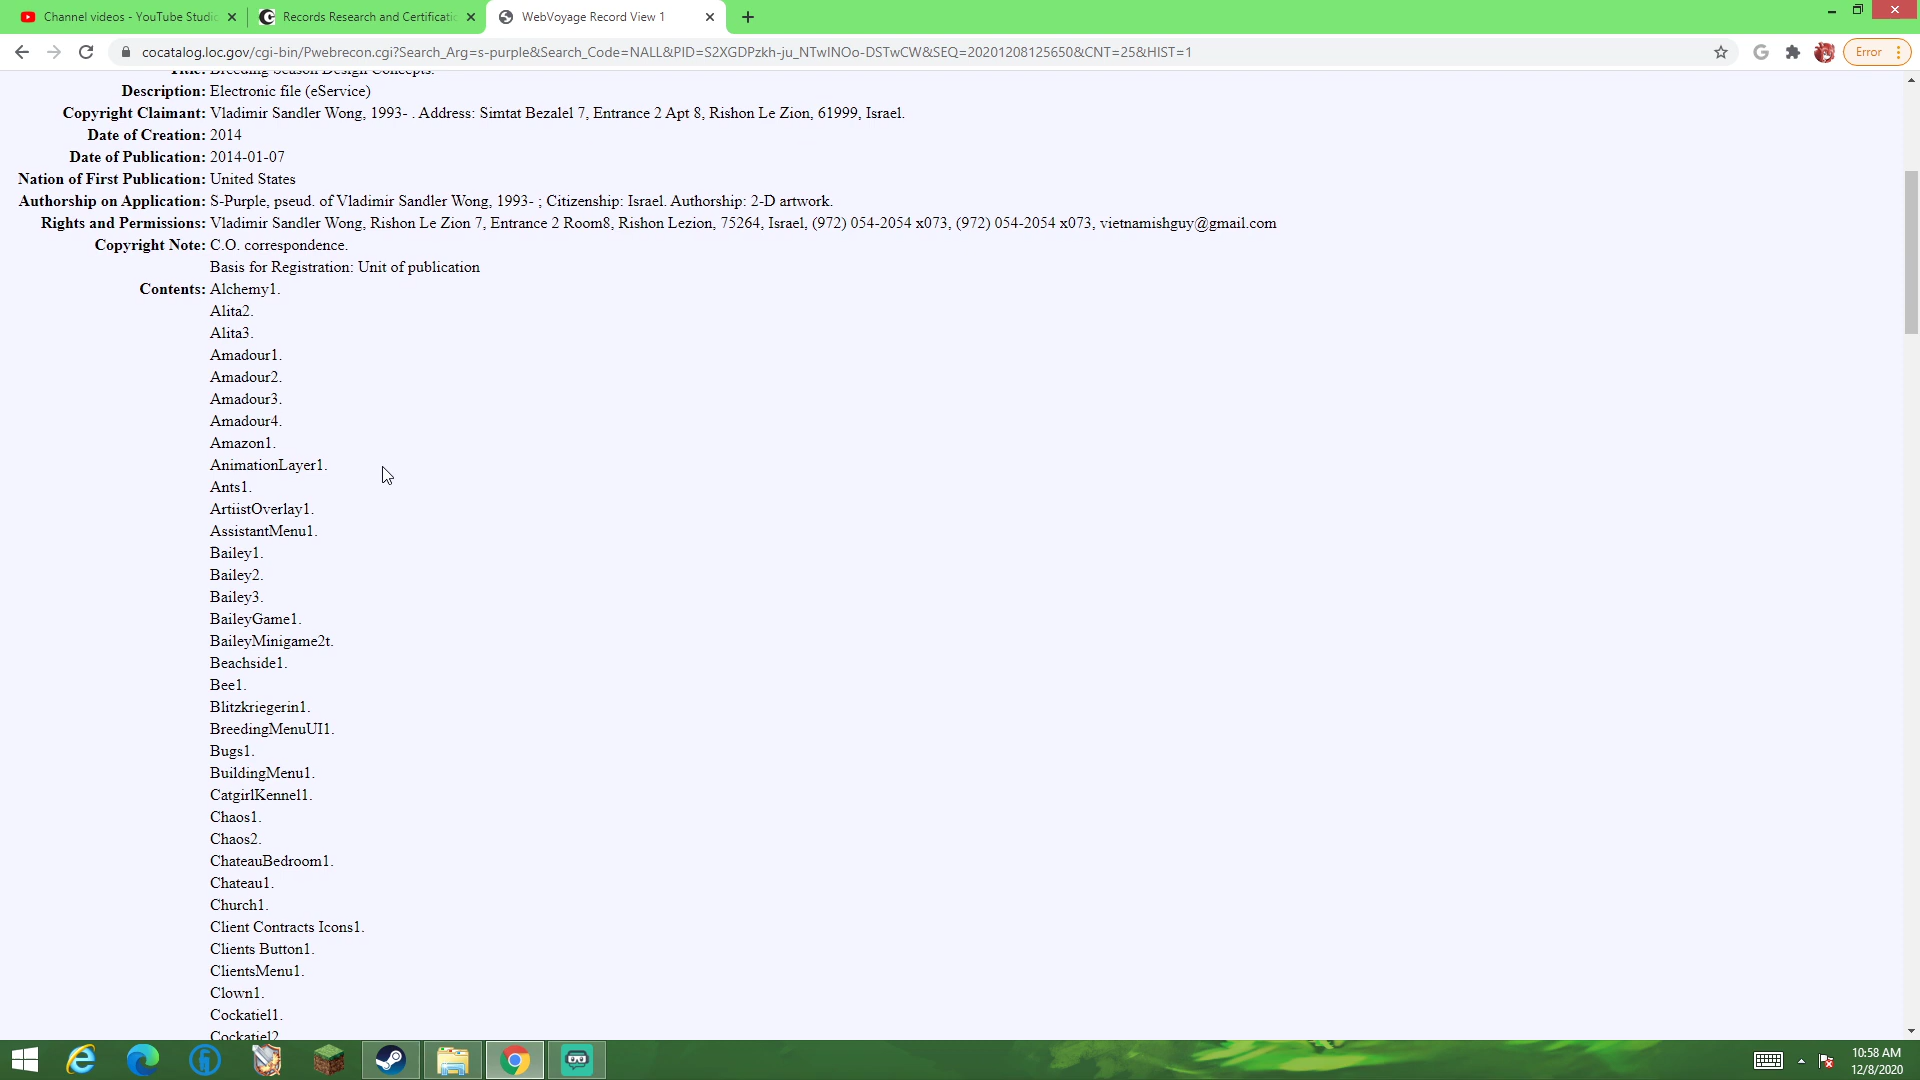 Channel videos - YouTube Studio
Records Research and Certificatio
WebVoyage Record View 1
cocatalog.loc.gov/cgi-bin/Pwebrecon.cgi?Search_Arg=s-purple&Search_Code=NALL&PID=S2XGDPzkh-ju_NTwINOo-DSTwCW&SEQ=20201208125650&CNT=25&HIST=1
Error
Title: Breeding Season Design Concepts.
Description: Electronic file (eService)
Copyright Claimant: Vladimir Sandler Wong, 1993- . Address: Simtat Bezalel 7, Entrance 2 Apt 8, Rishon Le Zion, 61999, Israel.
Date of Creation: 2014
Date of Publication: 2014-01-07
Nation of First Publication: United States
Authorship on Application: S-Purple, pseud. of Vladimir Sandler Wong, 1993- ; Citizenship: Israel. Authorship: 2-D artwork.
Rights and Permissions: Vladimir Sandler Wong, Rishon Le Zion 7, Entrance 2 Room8, Rishon Lezion, 75264, Israel, (972) 054-2054 x073, (972) 054-2054 x073, vietnamishguy@gmail.com
Copyright Note: C.O. correspondence.
Basis for Registration: Unit of publication
Contents: Alchemy1.
Alita2.
Alita3.
Amadour1.
Amadour2.
Amadour3.
Amadour4.
Amazon1.
AnimationLayer1.
Ants1.
ArtiistOverlay1.
AssistantMenu1.
Bailey1.
Bailey2.
Bailey3.
BaileyGame1.
BaileyMinigame2t.
Beachside1.
Bee1.
Blitzkriegerin1.
BreedingMenuUI1.
Bugs1.
BuildingMenu1.
CatgirlKennel1.
Chaos1.
Chaos2.
ChateauBedroom1.
Chateau1.
Church1.
Client Contracts Icons1.
Clients Button1.
ClientsMenu1.
Clown1.
Cockatiel1.
Cockatiel2.
10:58 AM
12/8/2020